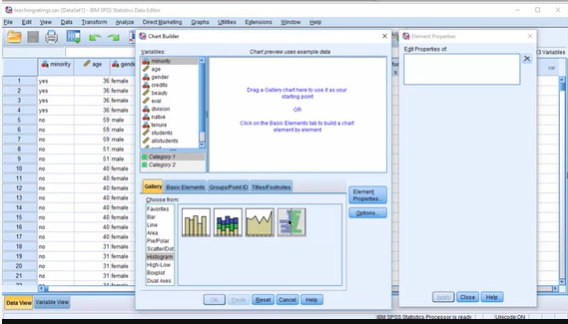 teachingratings.sav [DataSet1] - IBM SPSS Statistics Data Editor
File Edit View Data Transform Analyze Direct Marketing Graphs Utilities Extensions Window Help
Variables
minority age gende
1 yes 36 female
2 yes 36 female
3 yes 36 female
4 yes 36 female
5 no 59 male
6 no 59 male
7 no 59 male
8 no 51 male
9 no 51 male
10 no 40 female
11 no 40 female
12 no 40 female
13 no 40 female
14 no 40 female
15 no 40 female
16 no 40 female
17 no 40 female
18 no 31 female
19 no 31 female
20 no 31 female
21 no 31 female
Data View Variable View
IBM SPSS Statistics Processor is ready Unicode:ON
Chart Builder
Variables:
Chart preview uses example data
minority
age
gender
credits
beauty
eval
division
native
tenure
students
allstudents
Category 1
Category 2
Drag a Gallery chart here to use it as your
starting point
OR
Click on the Basic Elements tab to build a chart
element by element
Gallery Basic Elements Groups/Point ID Titles/Footnotes
Choose from:
Favorites
Bar
Line
Area
Pie/Polar
Scatter/Dot
Histogram
High-Low
Boxplot
Dual Axes
Element
Properties...
Options...
OK Paste Reset Cancel Help
Element Properties
Edit Properties of:
Apply Close Help
var